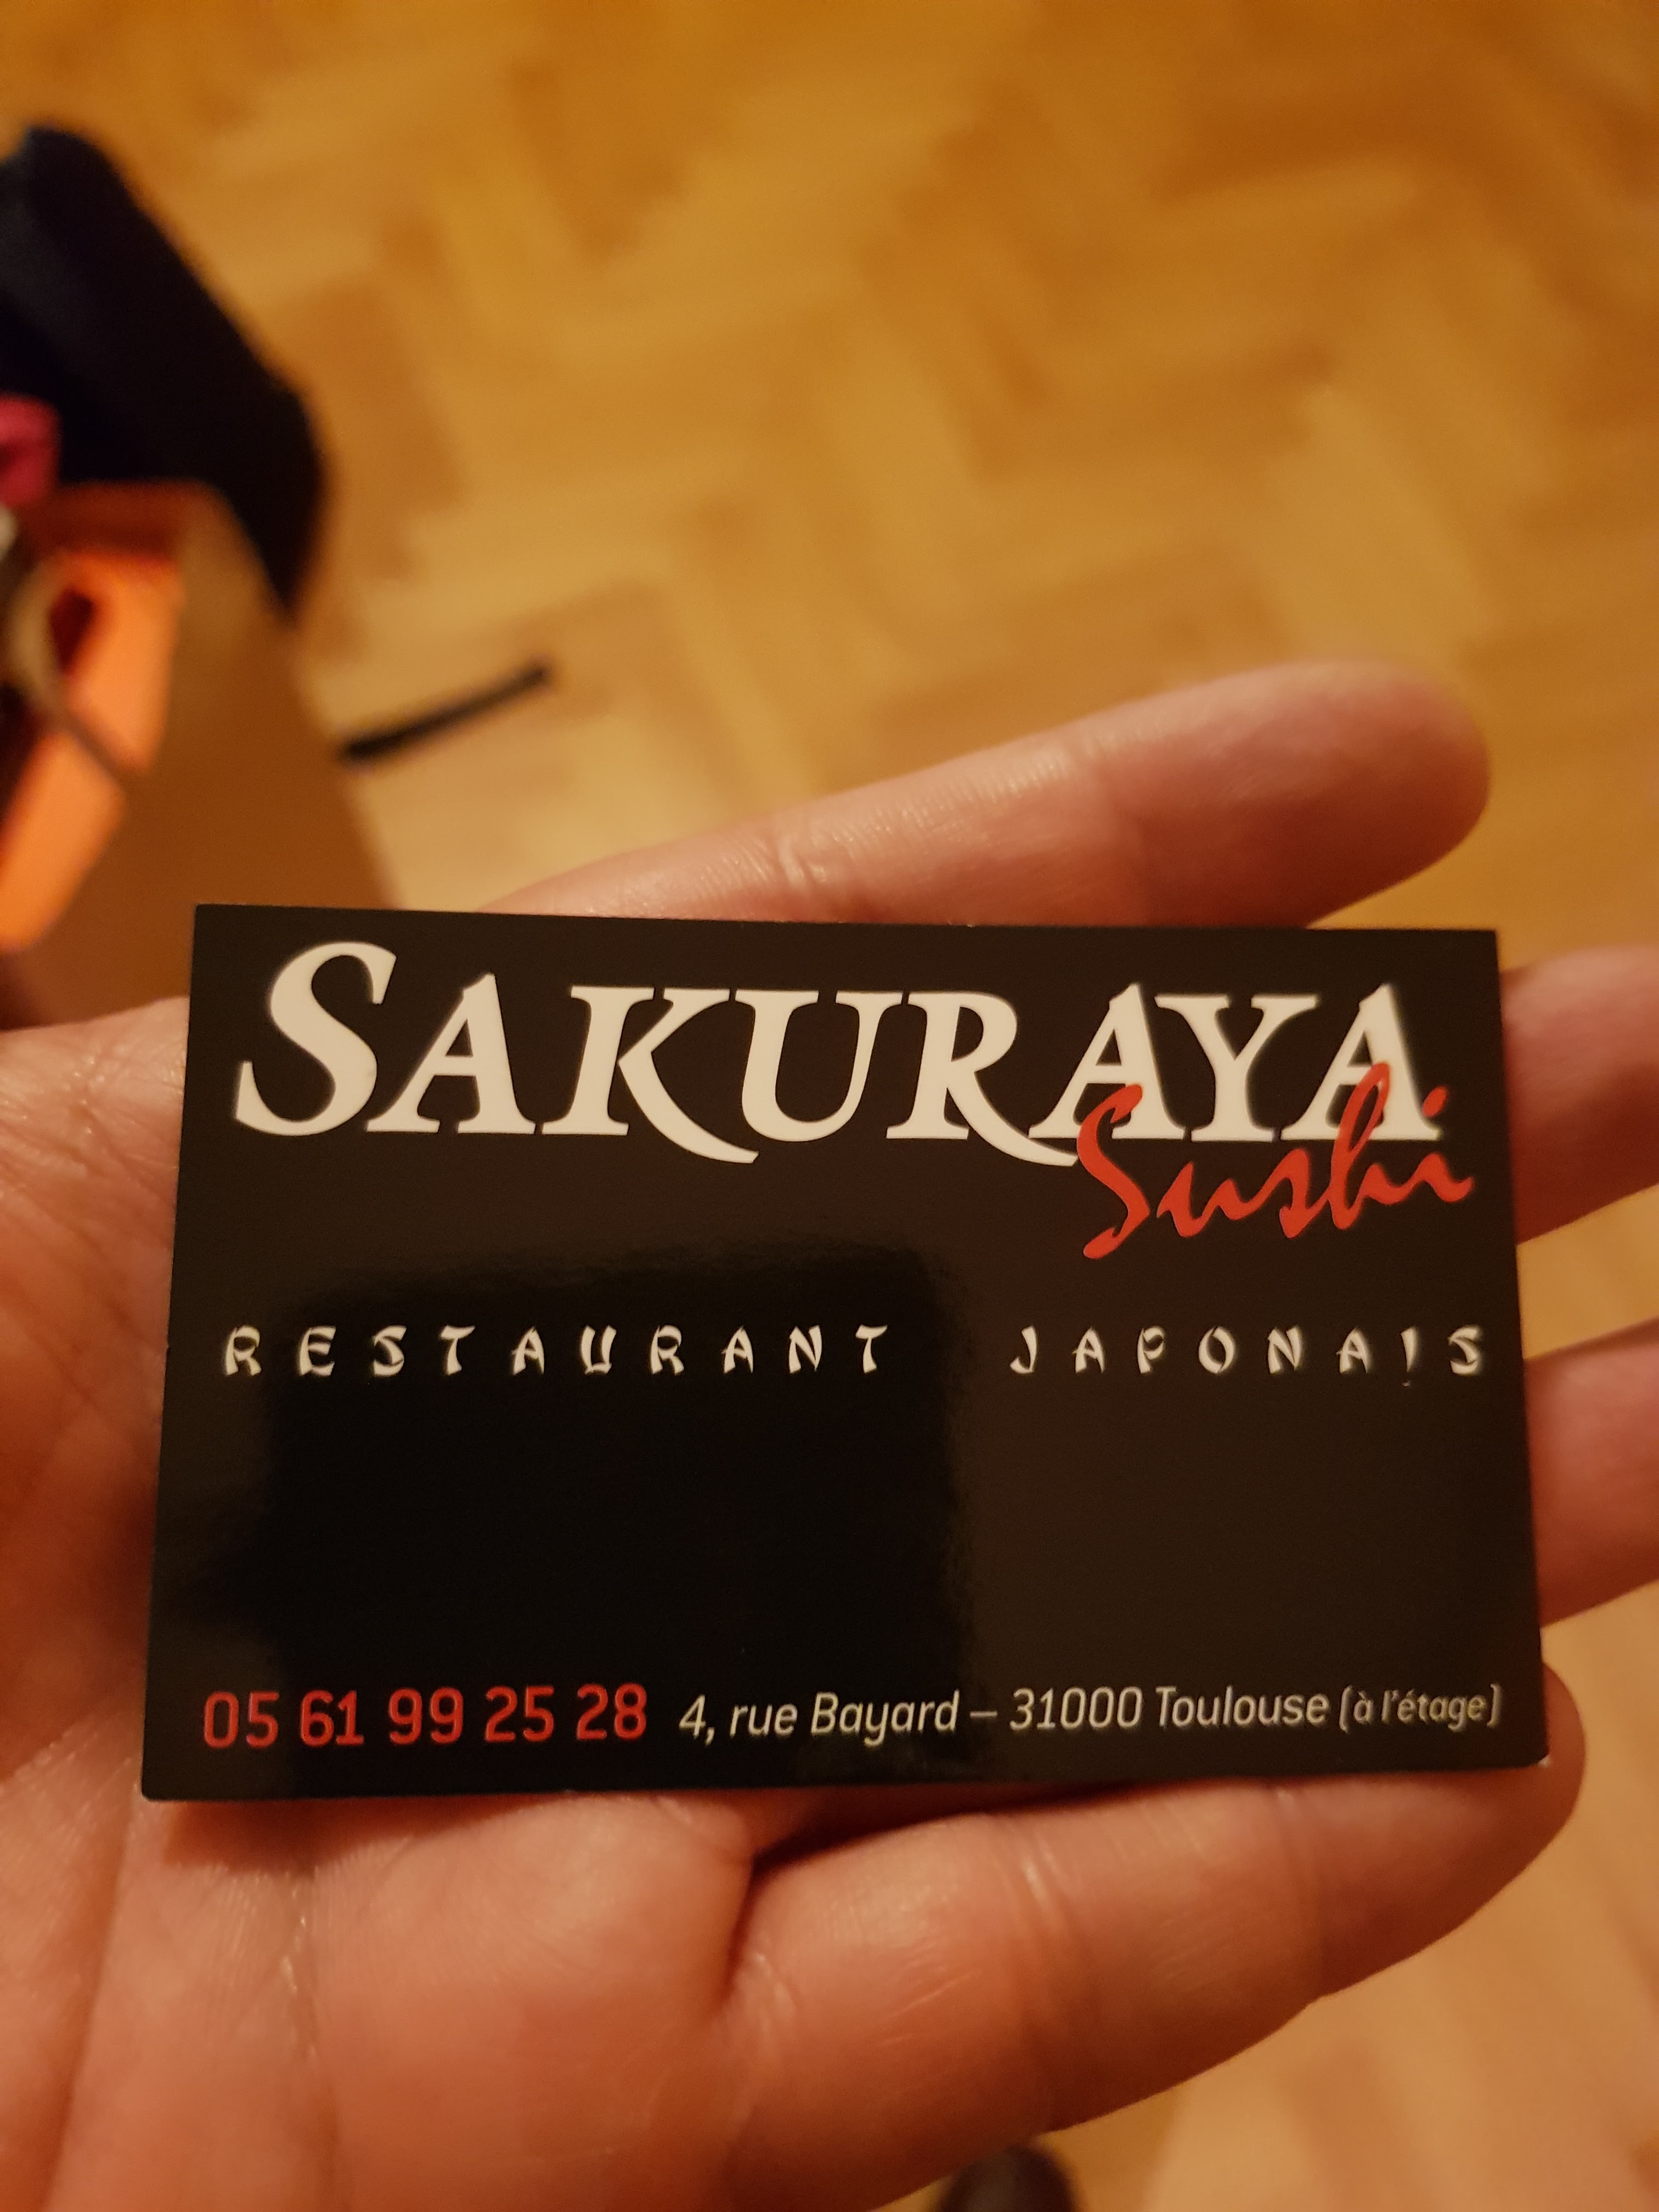 SAKURAYA
Sushi
RESTAURANT JAPONAIS
05 61 99 25 28 4, rue Bayard – 31000 Toulouse (à l'étage)